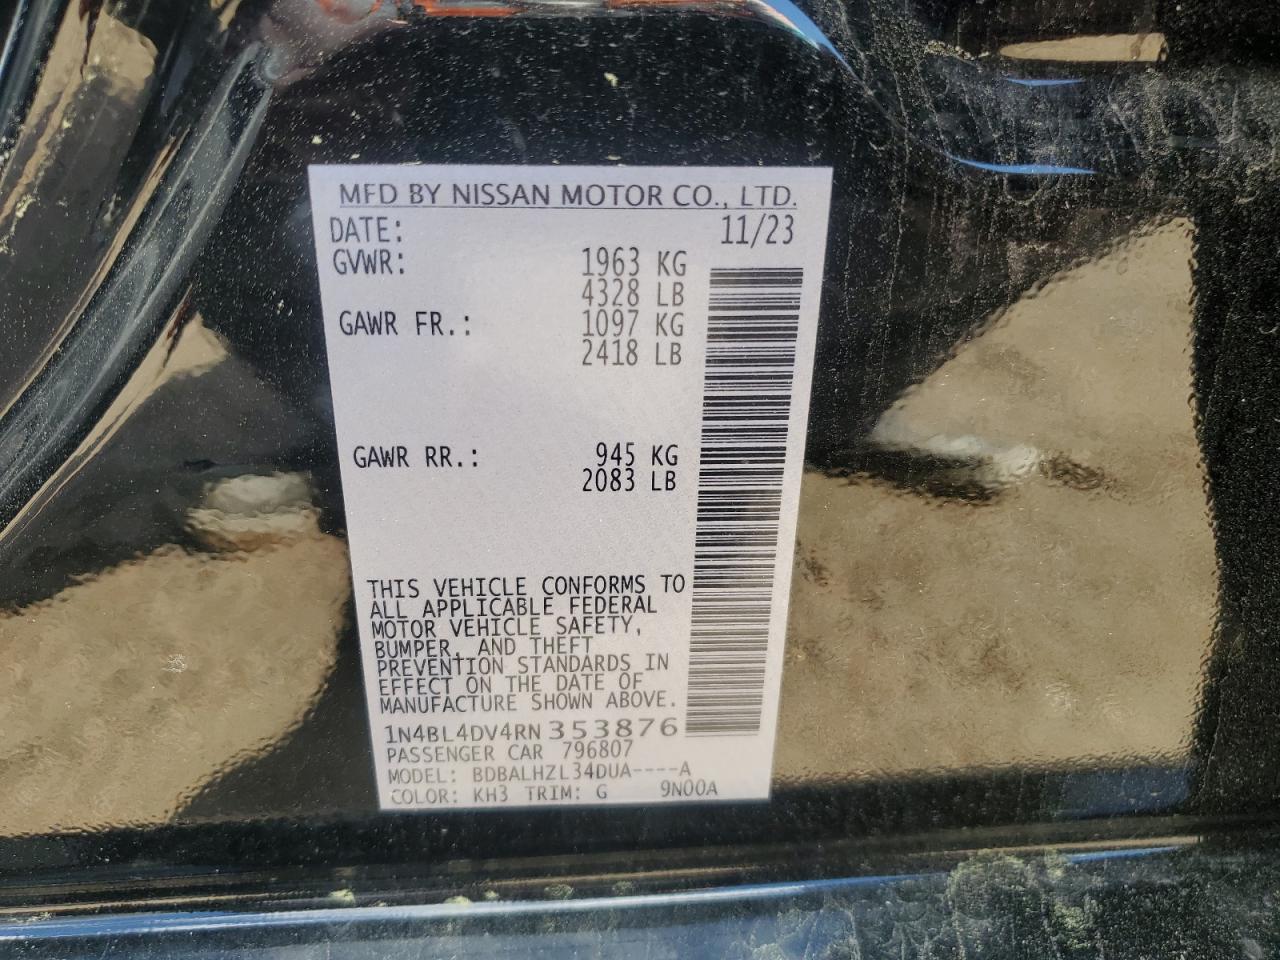 MFD BY NISSAN MOTOR CO., LTD.
DATE: 11/23
GVWR: 1963 KG
4328 LB
GAWR FR.: 1097 KG
2418 LB
GAWR RR.: 945 KG
2083 LB
THIS VEHICLE CONFORMS TO
ALL APPLICABLE FEDERAL
MOTOR VEHICLE SAFETY,
BUMPER, AND THEFT
PREVENTION STANDARDS IN
EFFECT ON THE DATE OF
MANUFACTURE SHOWN ABOVE.
1N4BL4DV4RN353876
PASSENGER CAR 796807
MODEL: BDBALHZL34DUA----A
COLOR: KH3 TRIM: G 9N00A